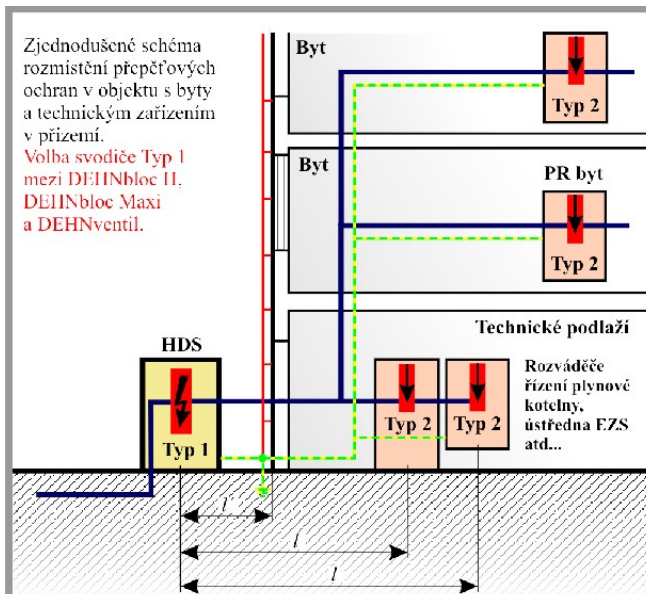 Zjednodušené schéma
rozmístění přepěťových
ochran v objektu s byty
a technickým zařízením
v přízemí.
Volba svodiče Typ 1
mezi DEHNbloc H,
DEHNbloc Maxi
a DEHNventil.
Byt
Typ 2
Byt
PR byt
Typ 2
Technické podlaží
HDS
Typ 1
Typ 2
Typ 2
Rozváděče
řízení plynové
kotelny,
ústředna EZS
atd...
l
l
l